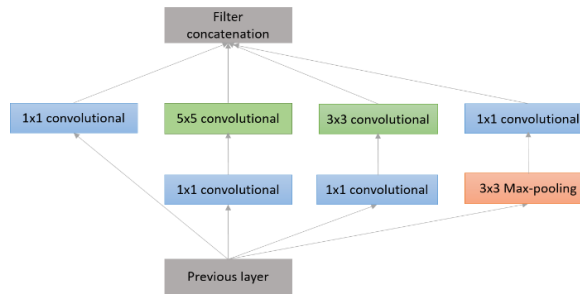 Filter
concatenation
1x1 convolutional
5x5 convolutional
3x3 convolutional
1x1 convolutional
1x1 convolutional
1x1 convolutional
3x3 Max-pooling
Previous layer